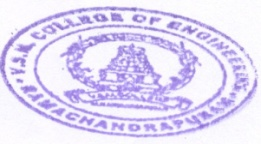 V.S.M. COLLEGE OF ENGINEERING
RAMACHANDRAPURAM